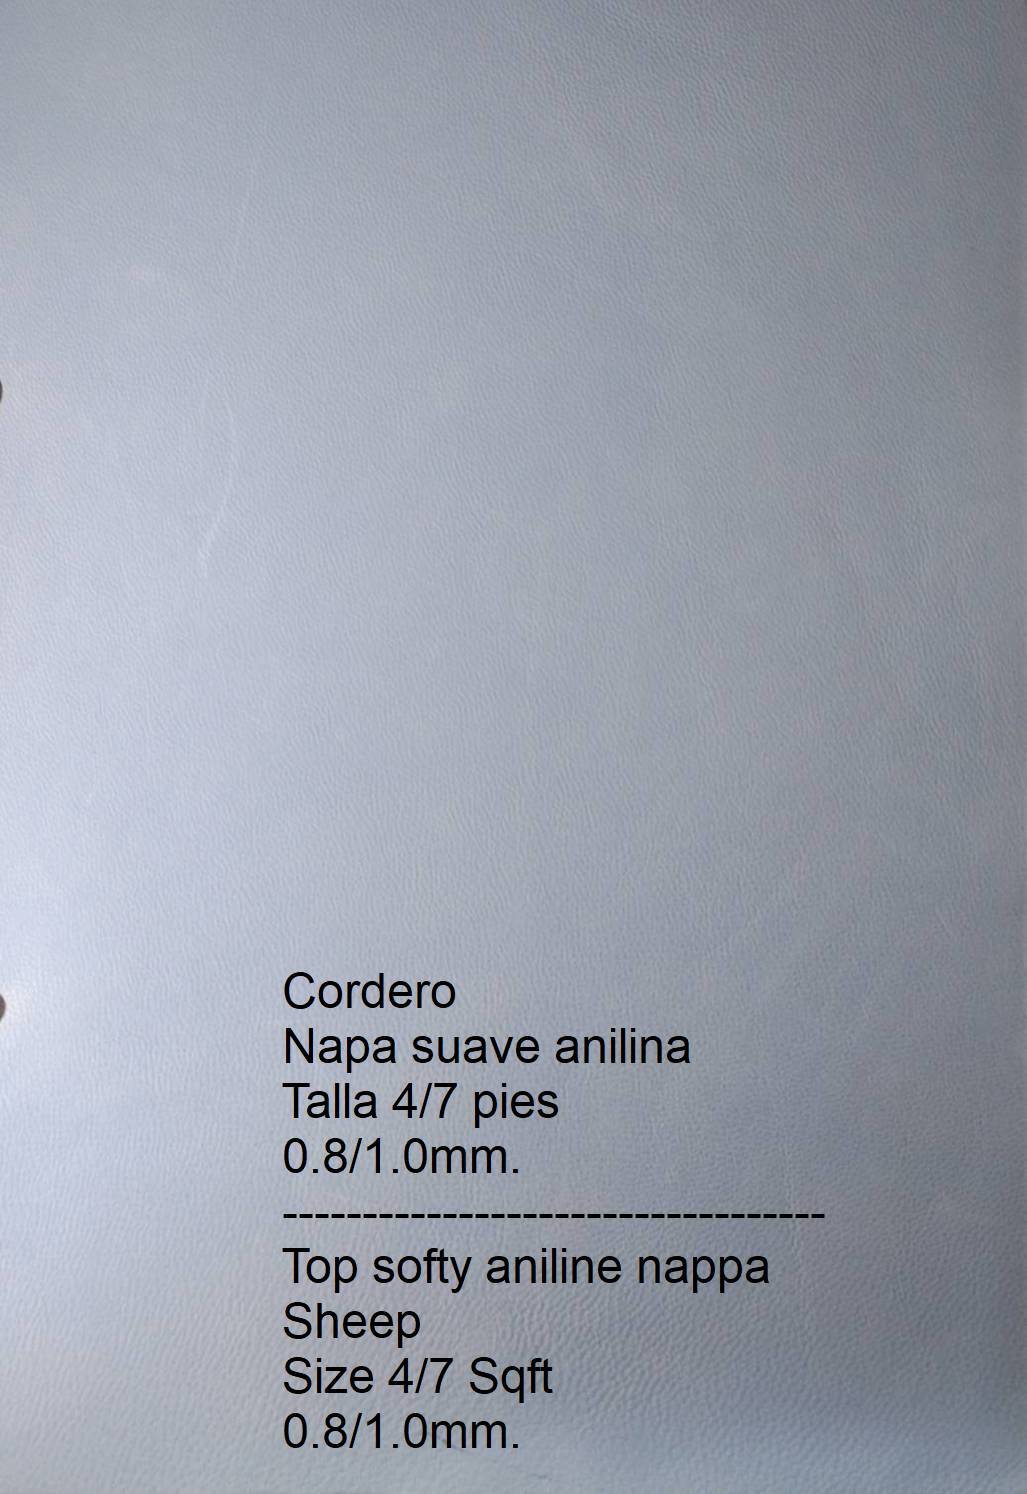 Cordero
Napa suave anilina
Talla 4/7 pies
0.8/1.0mm.
----------------------------------
Top softy aniline nappa
Sheep
Size 4/7 Sqft
0.8/1.0mm.